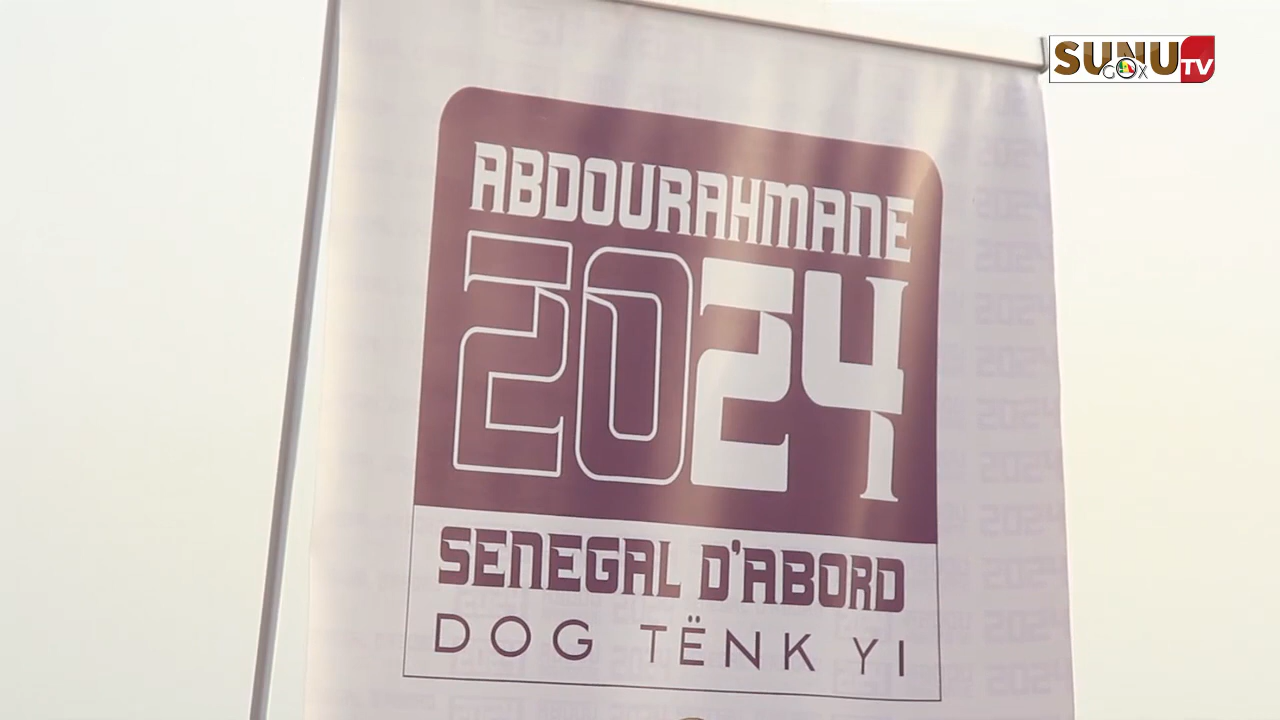 SUNU
GOX
TV
ABDOURAHMANE
2024
SENEGAL D'ABORD
DOG TËNK YI